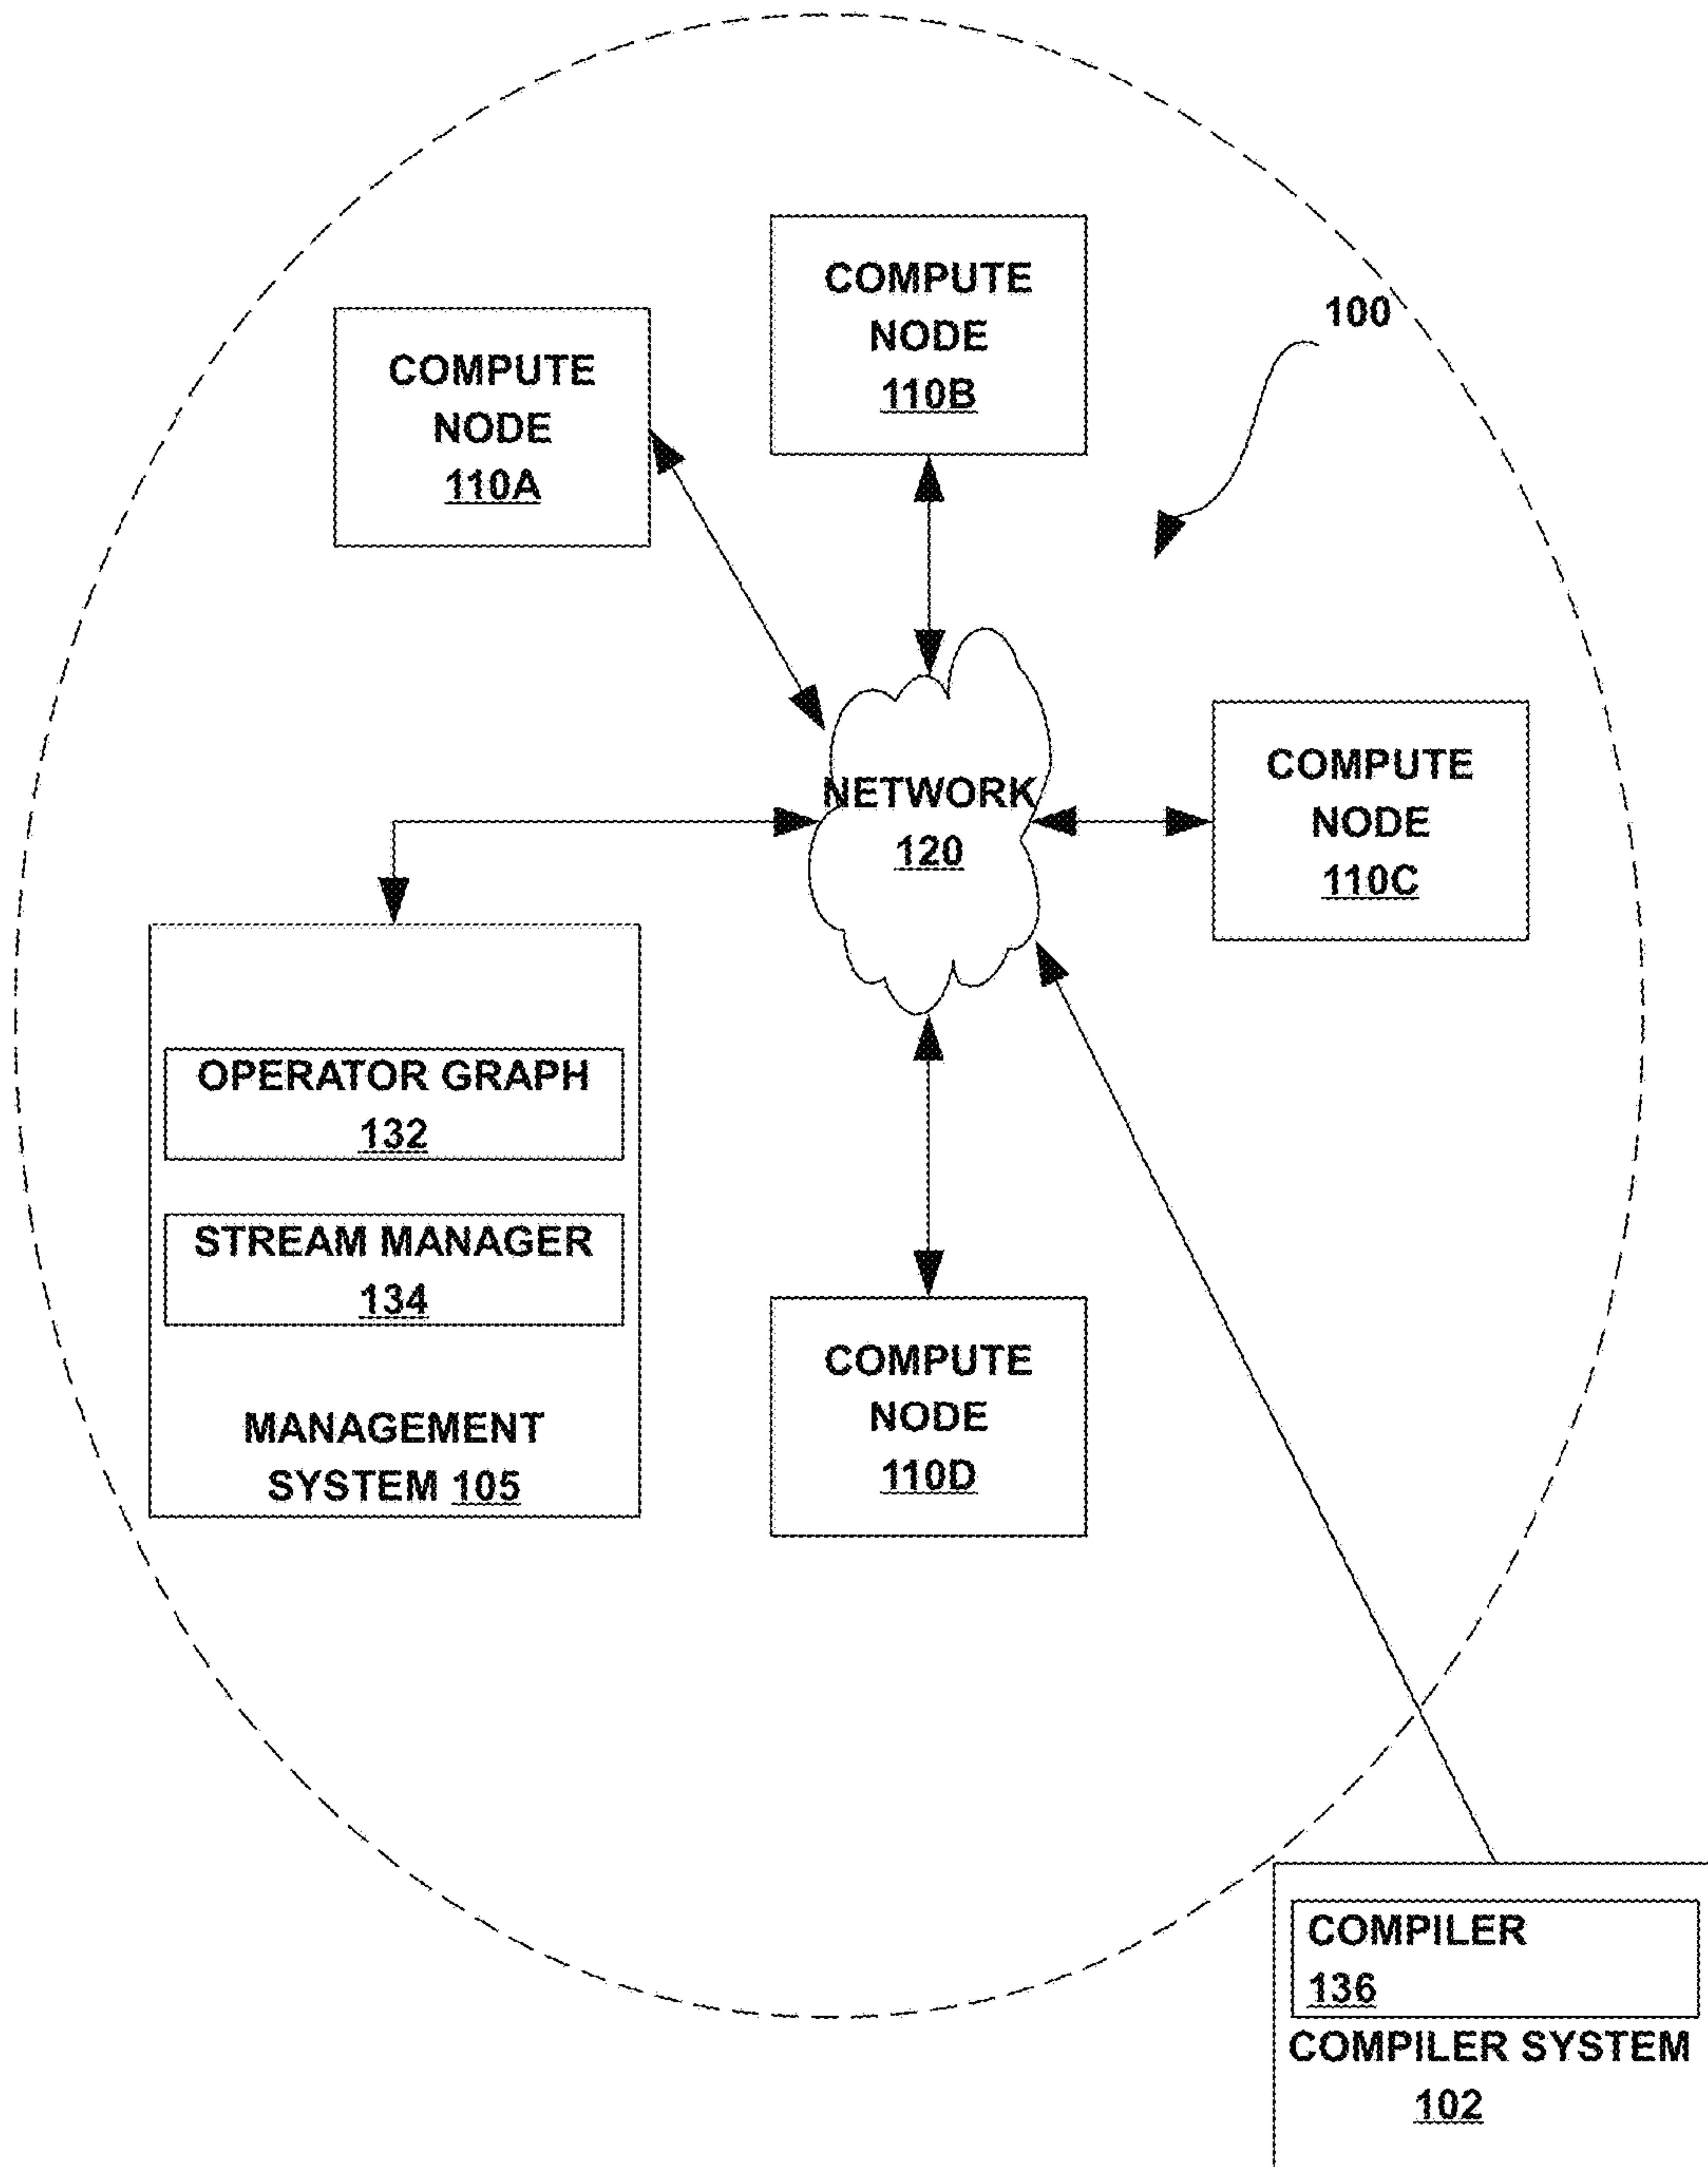 COMPUTE
NODE
110B
100
COMPUTE
NODE
110A
NETWORK
120
COMPUTE
NODE
110C
OPERATOR GRAPH
132
STREAM MANAGER
134
MANAGEMENT
SYSTEM 105
COMPUTE
NODE
110D
COMPILER
136
COMPILER SYSTEM
102